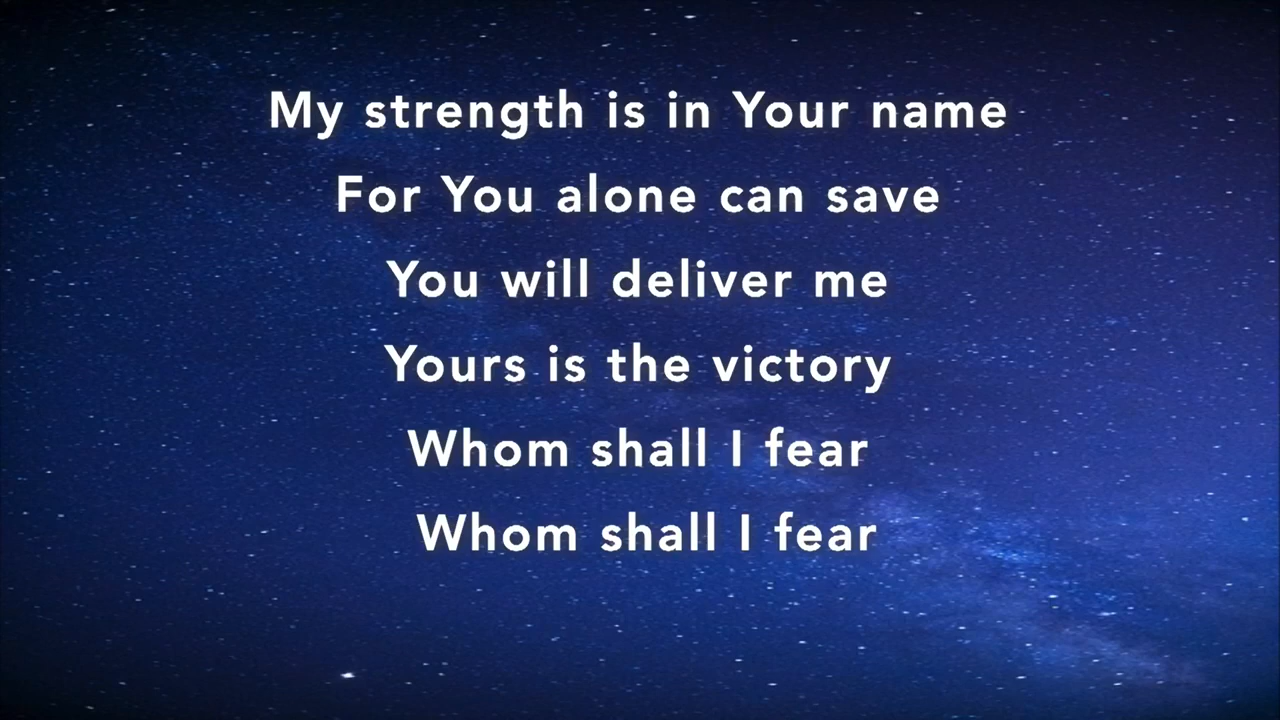 My strength is in Your name
For You alone can save
You will deliver me
Yours is the victory
Whom shall I fear
Whom shall I fear